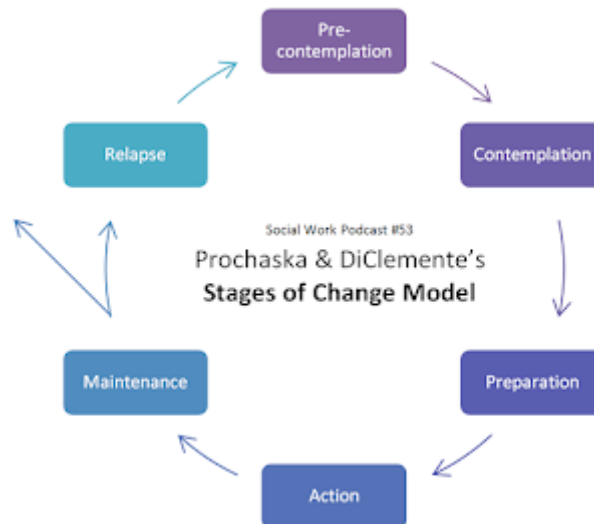 Pre-
contemplation
Relapse
Contemplation
Social Work Podcast #53
Prochaska & DiClemente's
Stages of Change Model
Maintenance
Preparation
Action